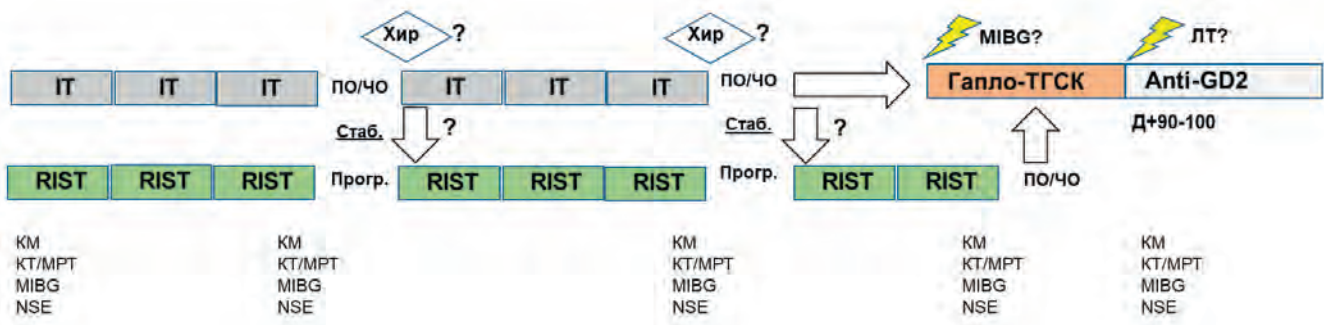 Хир ?
Хир ?
MIBG?
ЛТ?
IT IT IT ПО/ЧО IT IT IT ПО/ЧО Гапло-ТГСК Anti-GD2
Стаб. ? Стаб. ? Д+90-100
RIST RIST RIST Прогр. RIST RIST RIST Прогр. RIST RIST ПО/ЧО
КМ КМ КМ КМ КМ
КТ/МРТ КТ/МРТ КТ/МРТ КТ/МРТ КТ/МРТ
MIBG MIBG MIBG MIBG MIBG
NSE NSE NSE NSE NSE